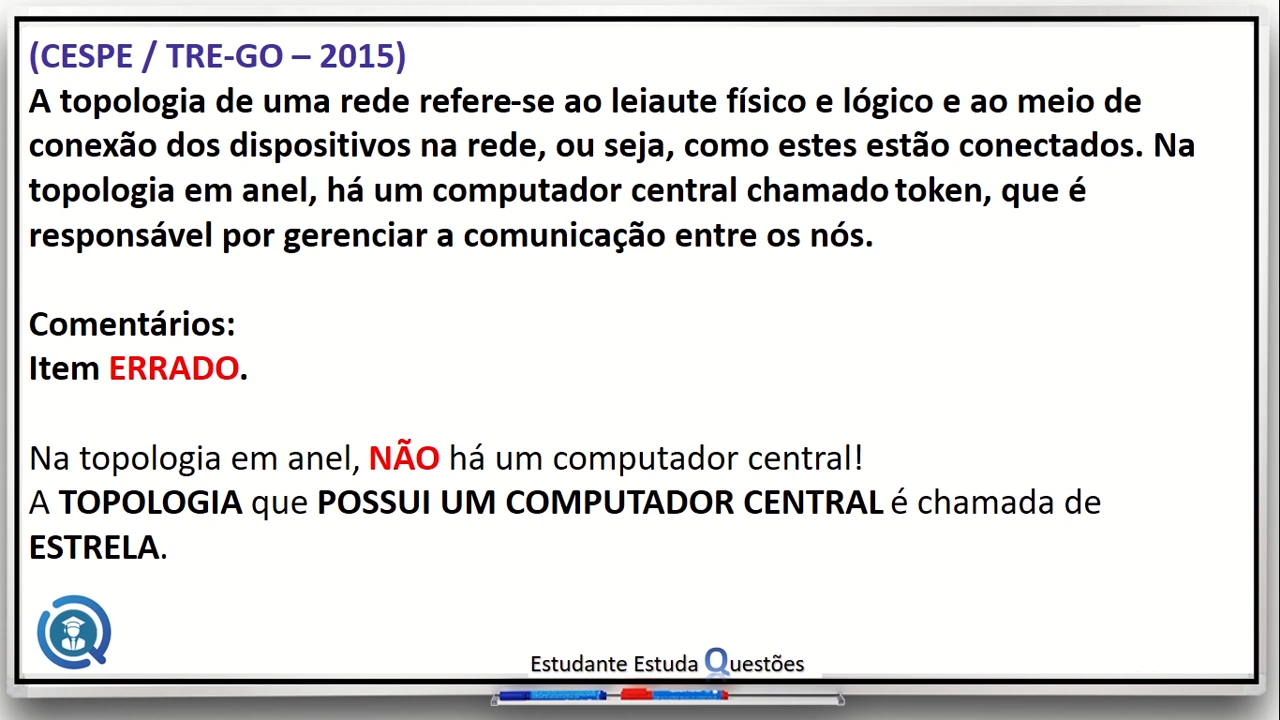 (CESPE / TRE-GO – 2015)
A topologia de uma rede refere-se ao leiaute físico e lógico e ao meio de
conexão dos dispositivos na rede, ou seja, como estes estão conectados. Na
topologia em anel, há um computador central chamado token, que é
responsável por gerenciar a comunicação entre os nós.
Comentários:
Item ERRADO.
Na topologia em anel, NÃO há um computador central!
A TOPOLOGIA que POSSUI UM COMPUTADOR CENTRAL é chamada de
ESTRELA.
Estudante Estuda Questões